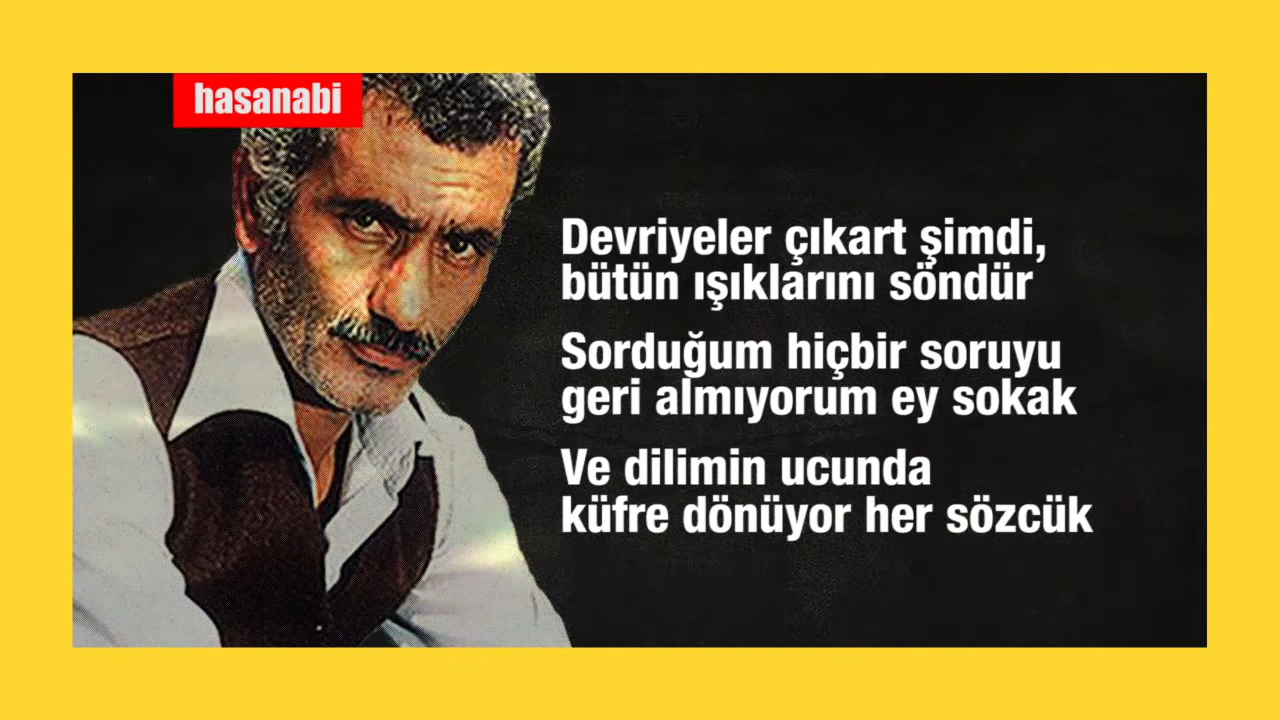 hasanabi
Devriyeler çıkart şimdi,
bütün ışıklarını söndür
Sorduğum hiçbir soruyu
geri almıyorum ey sokak
Ve dilimin ucunda
küfre dönüyor her sözcük